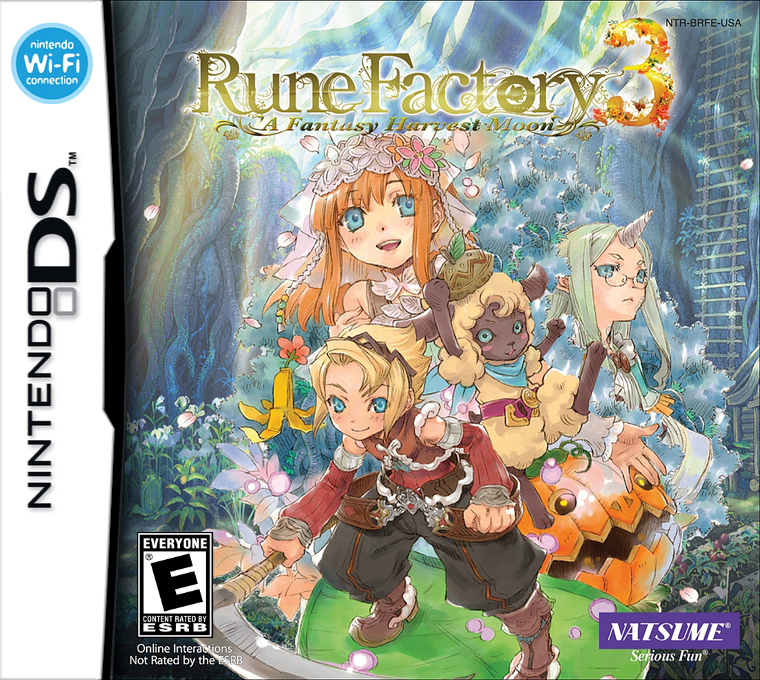 nintendo
Wi-Fi
connection
NTR-BRFE-USA
Rune Factory 3
A Fantasy Harvest Moon
NINTENDO DS™
EVERYONE
®
E
CONTENT RATED BY
ESRB
Online Interactions
Not Rated by the ESRB
NATSUME®
Serious Fun®